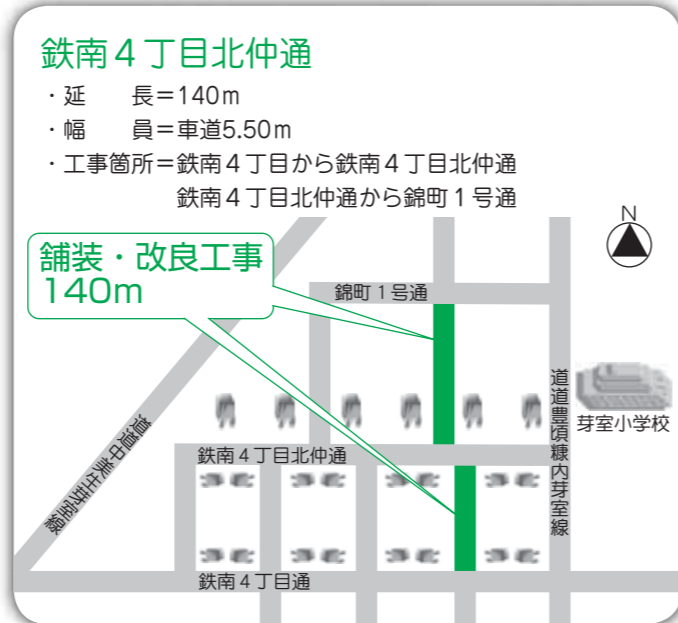 鉄南４丁目北仲通
・延　　長＝140ｍ
・幅　　員＝車道5.50ｍ
・工事箇所＝鉄南４丁目から鉄南４丁目北仲通
鉄南４丁目北仲通から錦町１号通
N
舗装・改良工事
140m
錦町１号通
道道豊頃糠内芽室線
芽室小学校
道道中美生芽室線
鉄南４丁目北仲通
鉄南４丁目通